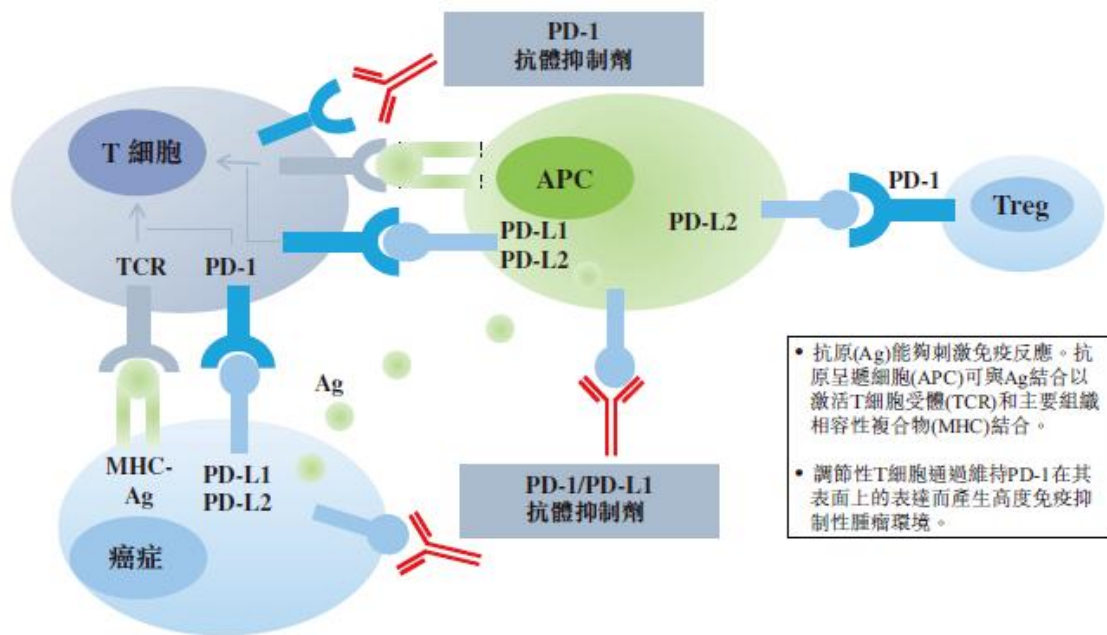 PD-1
抗體抑制劑
T 細胞
APC
PD-1
Treg
PD-L2
PD-L1
PD-L2
TCR
PD-1
Ag
MHC-
Ag
PD-L1
PD-L2
癌症
PD-1/PD-L1
抗體抑制劑
• 抗原(Ag)能夠刺激免疫反應。抗
原呈遞細胞(APC)可與Ag結合以
激活T細胞受體(TCR)和主要組織
相容性複合物(MHC)結合。
• 調節性T細胞通過維持PD-1在其
表面上的表達而產生高度免疫抑
制性腫瘤環境。